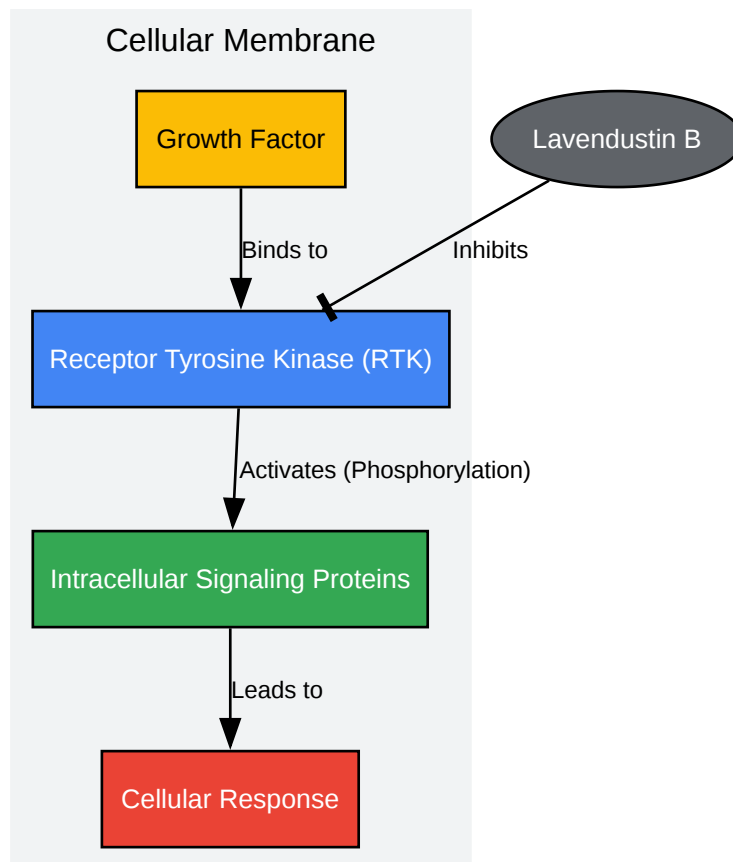 Cellular Membrane
Growth Factor
Lavendustin B
Binds to
Inhibits
Receptor Tyrosine Kinase (RTK)
Activates (Phosphorylation)
Intracellular Signaling Proteins
Leads to
Cellular Response